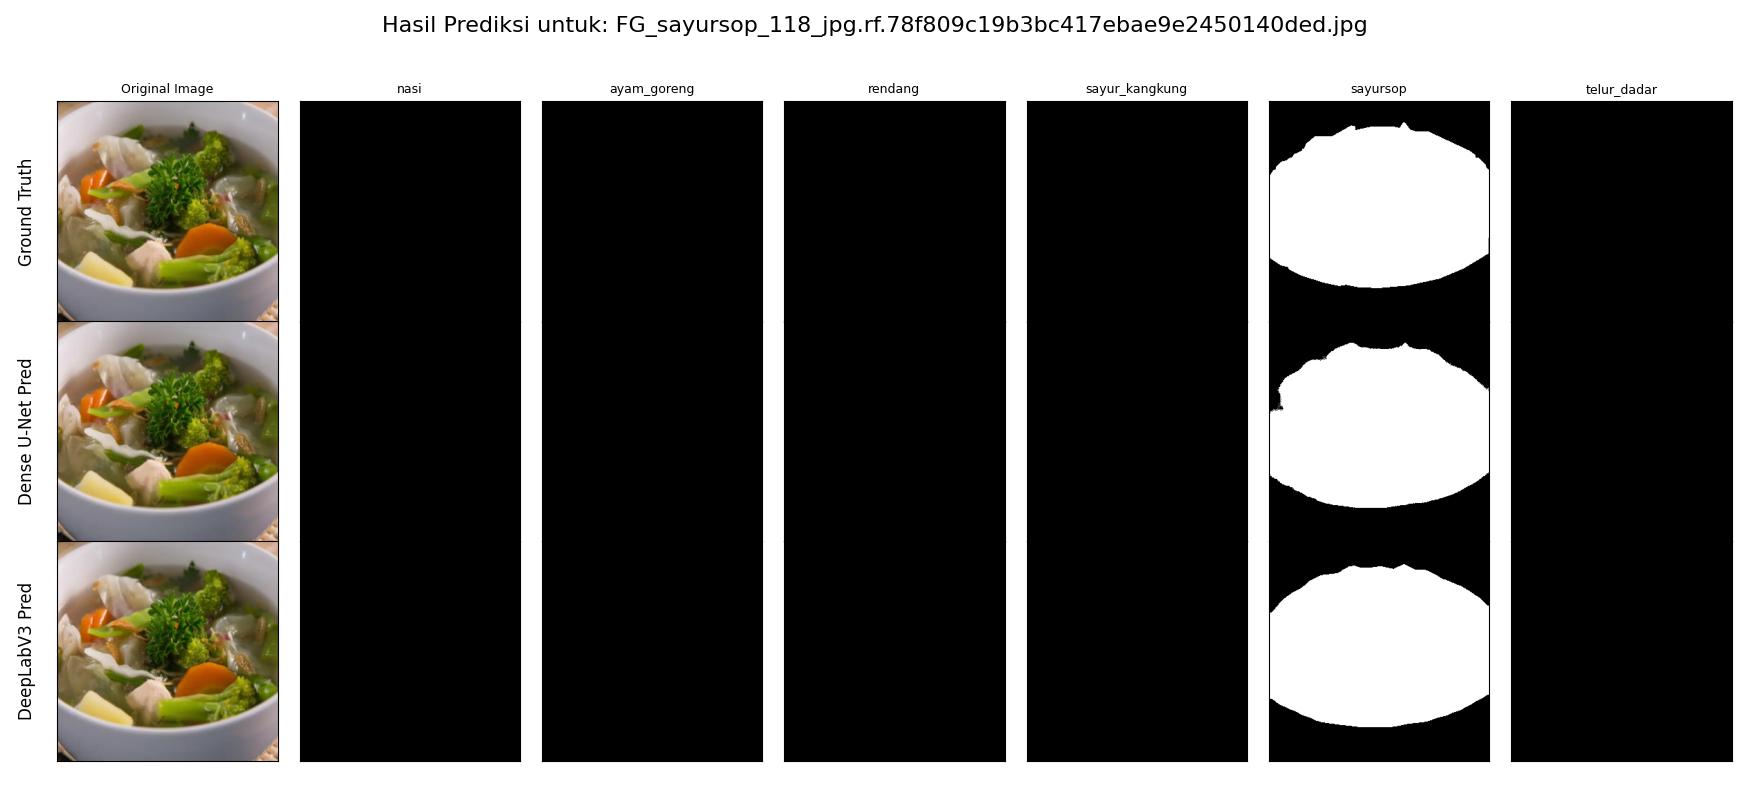 Hasil Prediksi untuk: FG_sayursop_118_jpg.rf.78f809c19b3bc417ebae9e2450140ded.jpg
Original Image
nasi
ayam_goreng
rendang
sayur_kangkung
sayursop
telur_dadar
Ground Truth
Dense U-Net Pred
DeepLabV3 Pred